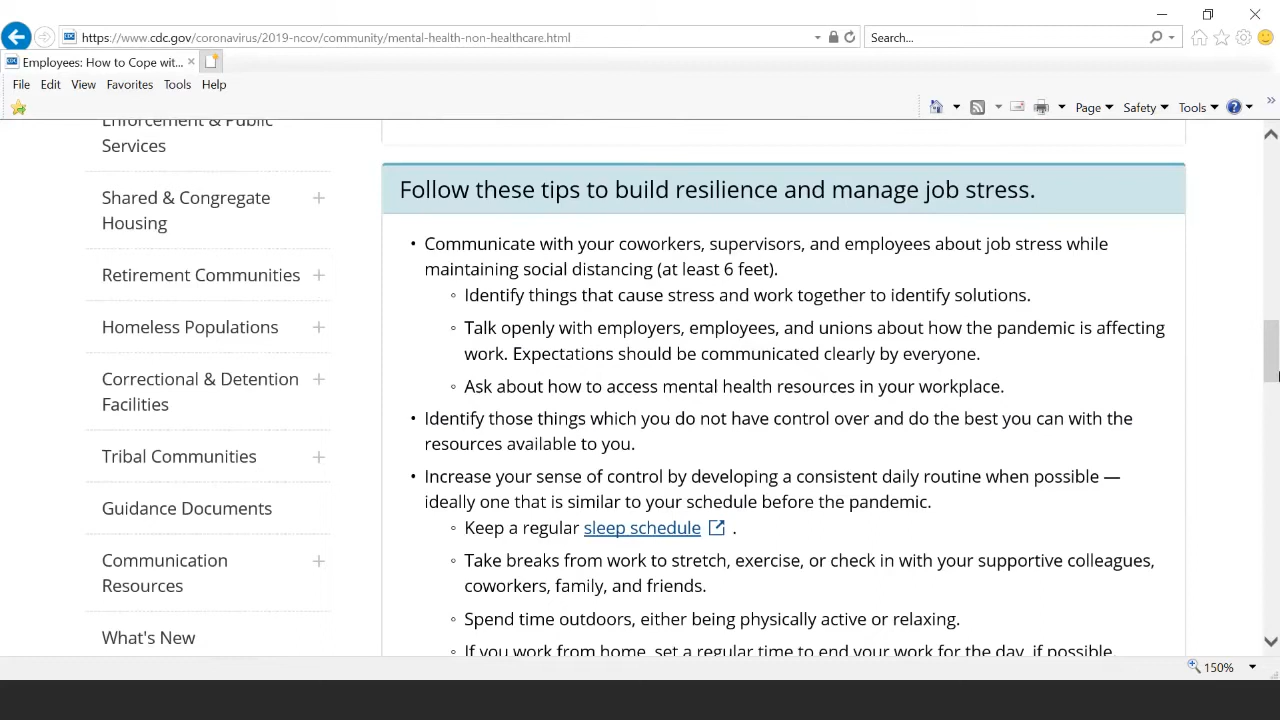 https://www.cdc.gov/coronavirus/2019-ncov/community/mental-health-non-healthcare.html
Search...
Employees: How to Cope wit...
File Edit View Favorites Tools Help
Page Safety Tools
Enforcement & Public
Services
Shared & Congregate
Housing
Retirement Communities
Homeless Populations
Correctional & Detention
Facilities
Tribal Communities
Guidance Documents
Communication
Resources
What's New
Follow these tips to build resilience and manage job stress.
• Communicate with your coworkers, supervisors, and employees about job stress while
maintaining social distancing (at least 6 feet).
◦ Identify things that cause stress and work together to identify solutions.
◦ Talk openly with employers, employees, and unions about how the pandemic is affecting
work. Expectations should be communicated clearly by everyone.
◦ Ask about how to access mental health resources in your workplace.
• Identify those things which you do not have control over and do the best you can with the
resources available to you.
• Increase your sense of control by developing a consistent daily routine when possible —
ideally one that is similar to your schedule before the pandemic.
◦ Keep a regular sleep schedule .
◦ Take breaks from work to stretch, exercise, or check in with your supportive colleagues,
coworkers, family, and friends.
◦ Spend time outdoors, either being physically active or relaxing.
◦ If you work from home, set a regular time to end your work for the day, if possible.
150%